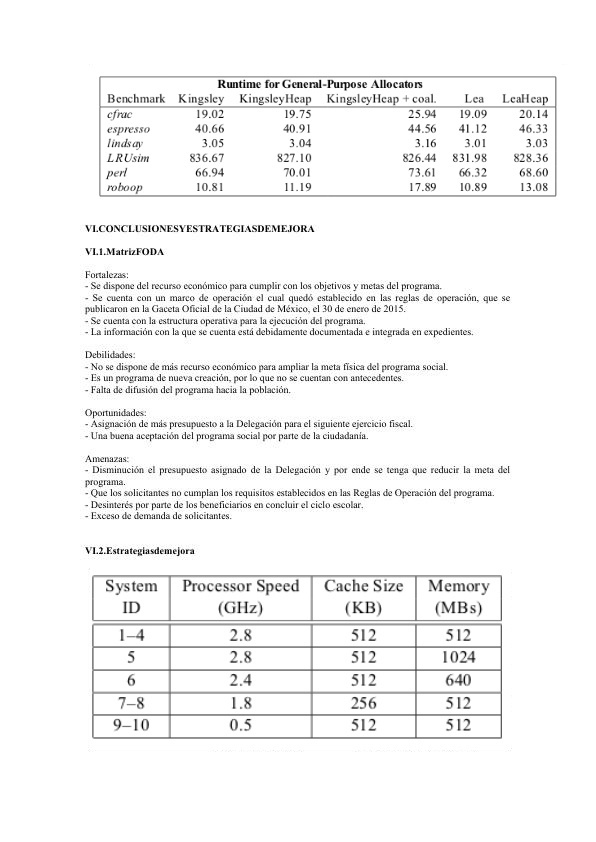 Runtime for General-Purpose Allocators
Benchmark Kingsley KingsleyHeap KingsleyHeap + coal. Lea LeaHeap
cfrac 19.02 19.75 25.94 19.09 20.14
espresso 40.66 40.91 44.56 41.12 46.33
lindsay 3.05 3.04 3.16 3.01 3.03
LRUsim 836.67 827.10 826.44 831.98 828.36
perl 66.94 70.01 73.61 66.32 68.60
roboop 10.81 11.19 17.89 10.89 13.08
VI.CONCLUSIONESYESTRATEGIASDEMEJORA
VI.1.MatrizFODA
Fortalezas:
- Se dispone del recurso económico para cumplir con los objetivos y metas del programa.
- Se cuenta con un marco de operación el cual quedó establecido en las reglas de operación, que se
publicaron en la Gaceta Oficial de la Ciudad de México, el 30 de enero de 2015.
- Se cuenta con la estructura operativa para la ejecución del programa.
- La información con la que se cuenta está debidamente documentada e integrada en expedientes.
Debilidades:
- No se dispone de más recurso económico para ampliar la meta física del programa social.
- Es un programa de nueva creación, por lo que no se cuentan con antecedentes.
- Falta de difusión del programa hacia la población.
Oportunidades:
- Asignación de más presupuesto a la Delegación para el siguiente ejercicio fiscal.
- Una buena aceptación del programa social por parte de la ciudadanía.
Amenazas:
- Disminución el presupuesto asignado de la Delegación y por ende se tenga que reducir la meta del
programa.
- Que los solicitantes no cumplan los requisitos establecidos en las Reglas de Operación del programa.
- Desinterés por parte de los beneficiarios en concluir el ciclo escolar.
- Exceso de demanda de solicitantes.
VI.2.Estrategiasdemejora
System Processor Speed Cache Size Memory
ID (GHz) (KB) (MBs)
1–4 2.8 512 512
5 2.8 512 1024
6 2.4 512 640
7–8 1.8 256 512
9–10 0.5 512 512